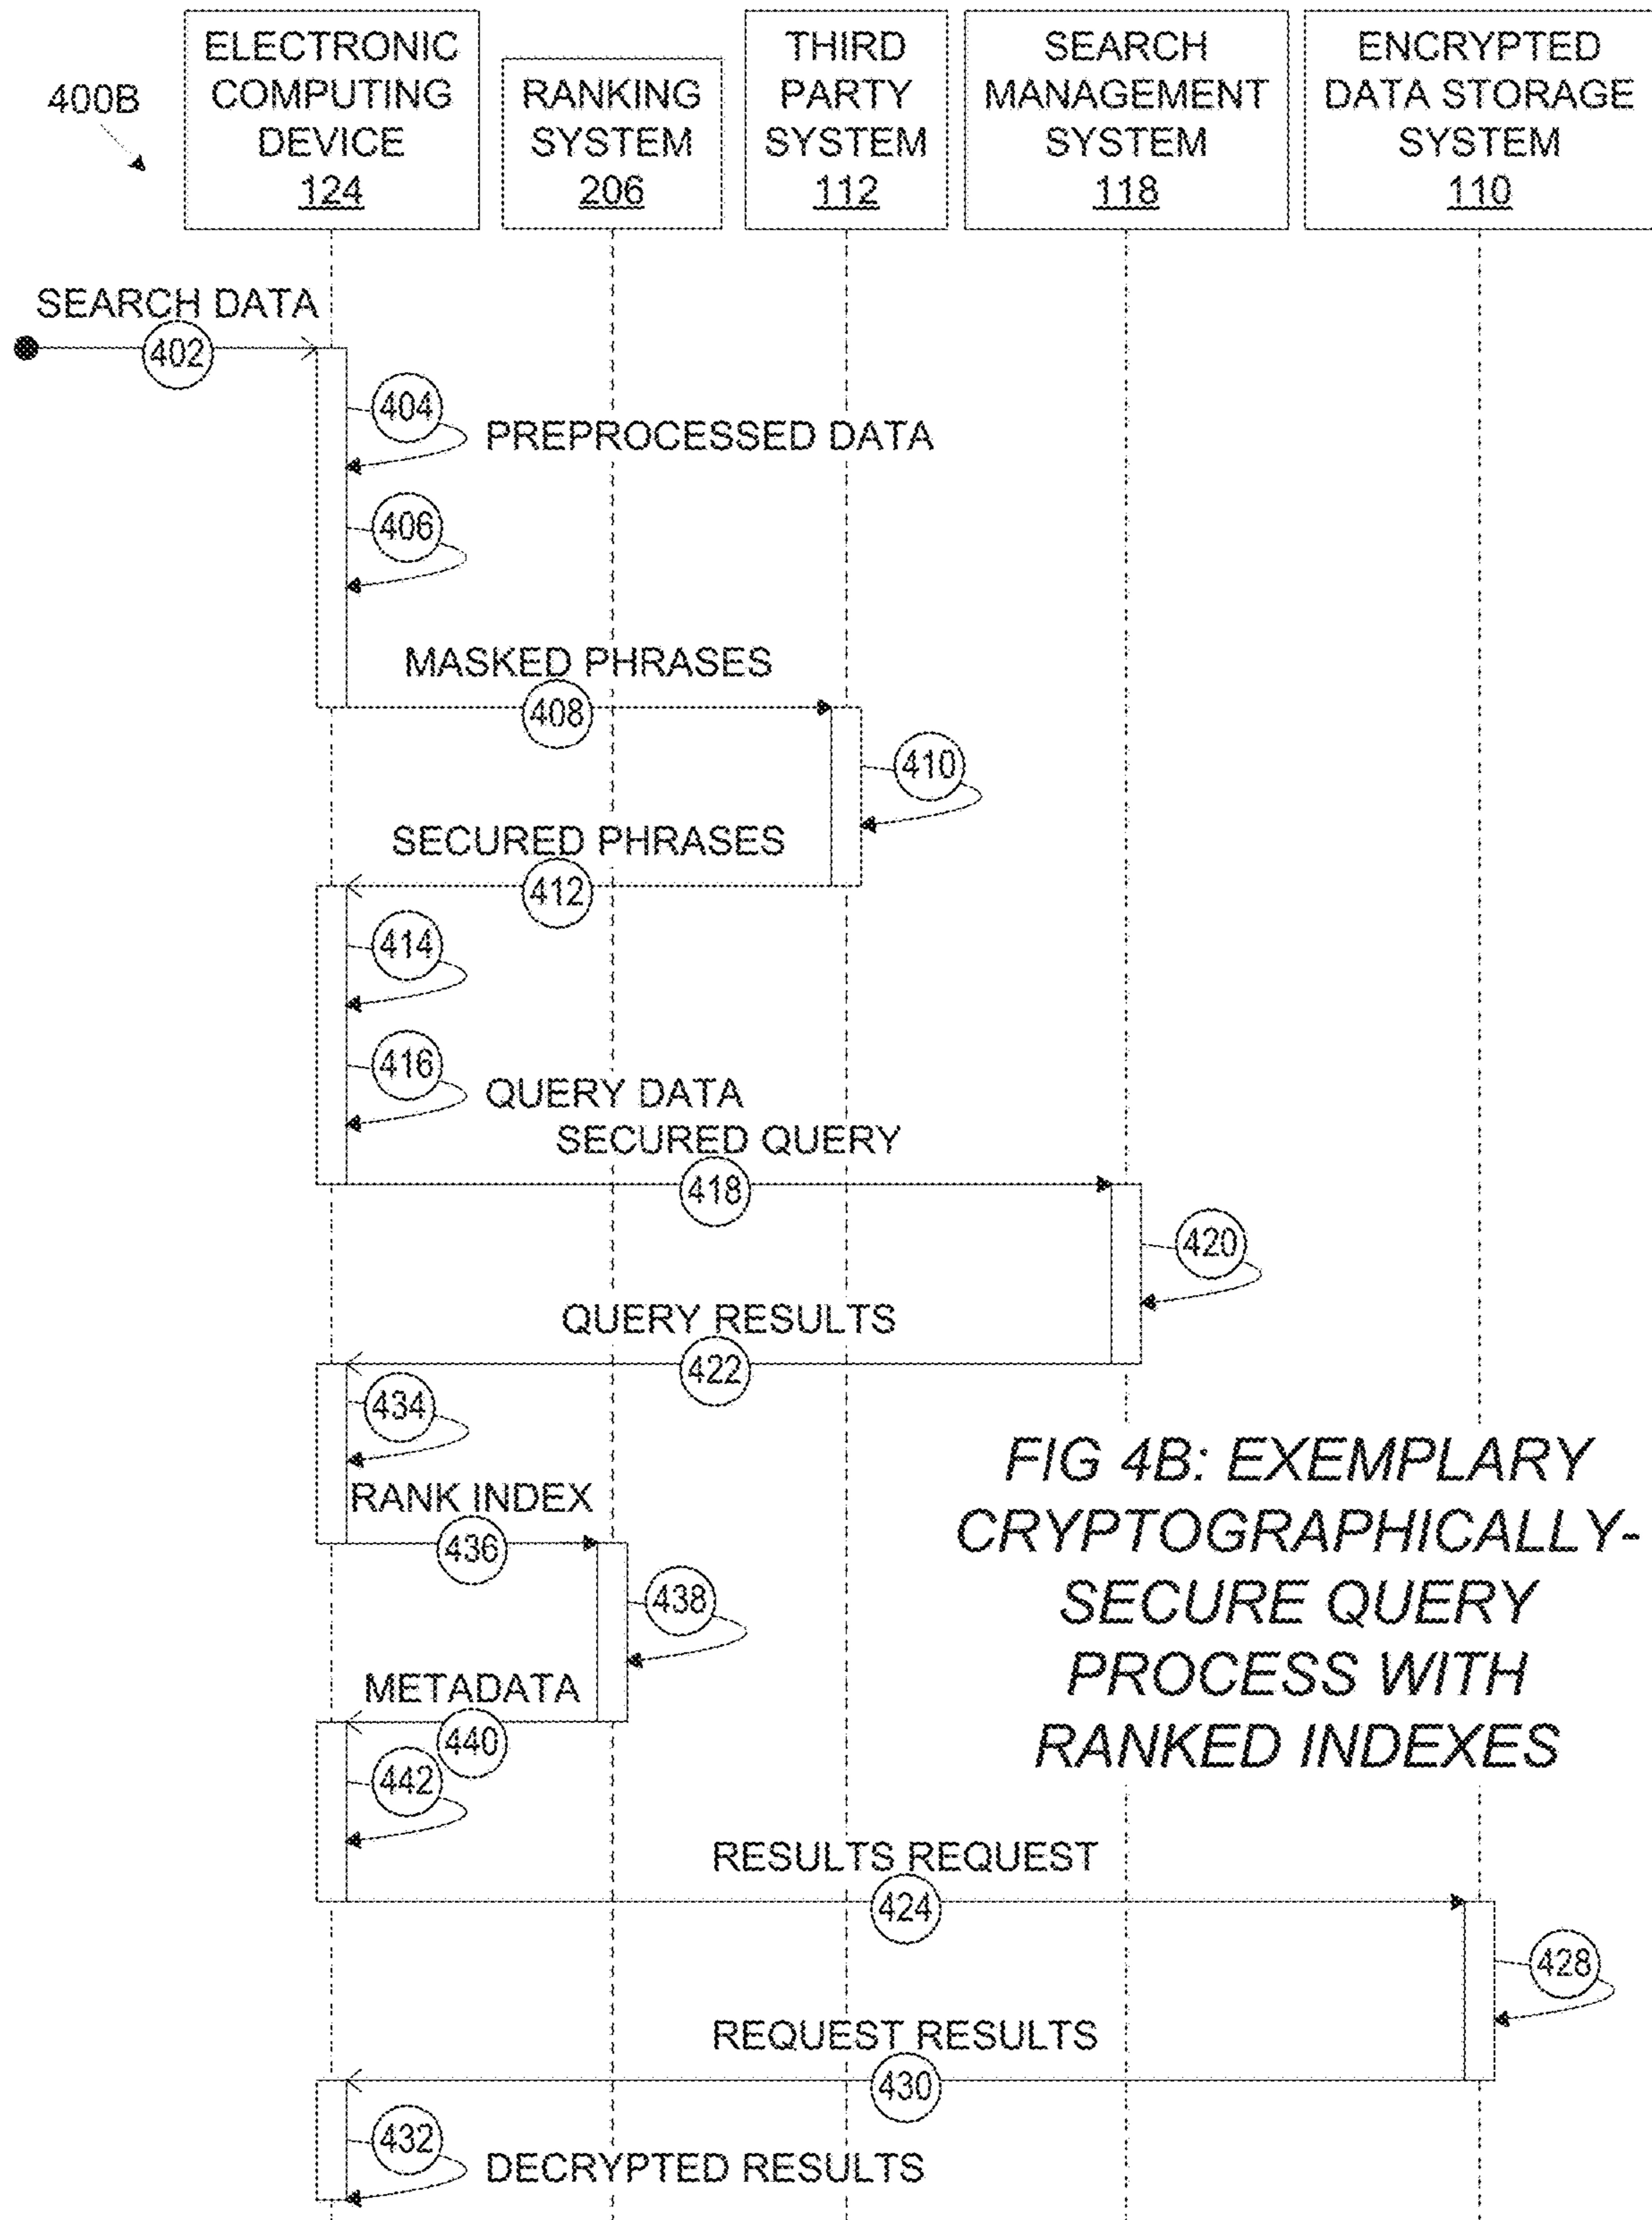 400B
ELECTRONIC
COMPUTING
DEVICE
124
RANKING
SYSTEM
206
THIRD
PARTY
SYSTEM
112
SEARCH
MANAGEMENT
SYSTEM
118
ENCRYPTED
DATA STORAGE
SYSTEM
110
SEARCH DATA
402
404
PREPROCESSED DATA
406
MASKED PHRASES
408
410
SECURED PHRASES
412
414
416
QUERY DATA
SECURED QUERY
418
420
QUERY RESULTS
422
434
RANK INDEX
436
438
METADATA
440
442
FIG 4B: EXEMPLARY
CRYPTOGRAPHICALLY-
SECURE QUERY
PROCESS WITH
RANKED INDEXES
RESULTS REQUEST
424
428
REQUEST RESULTS
430
432
DECRYPTED RESULTS